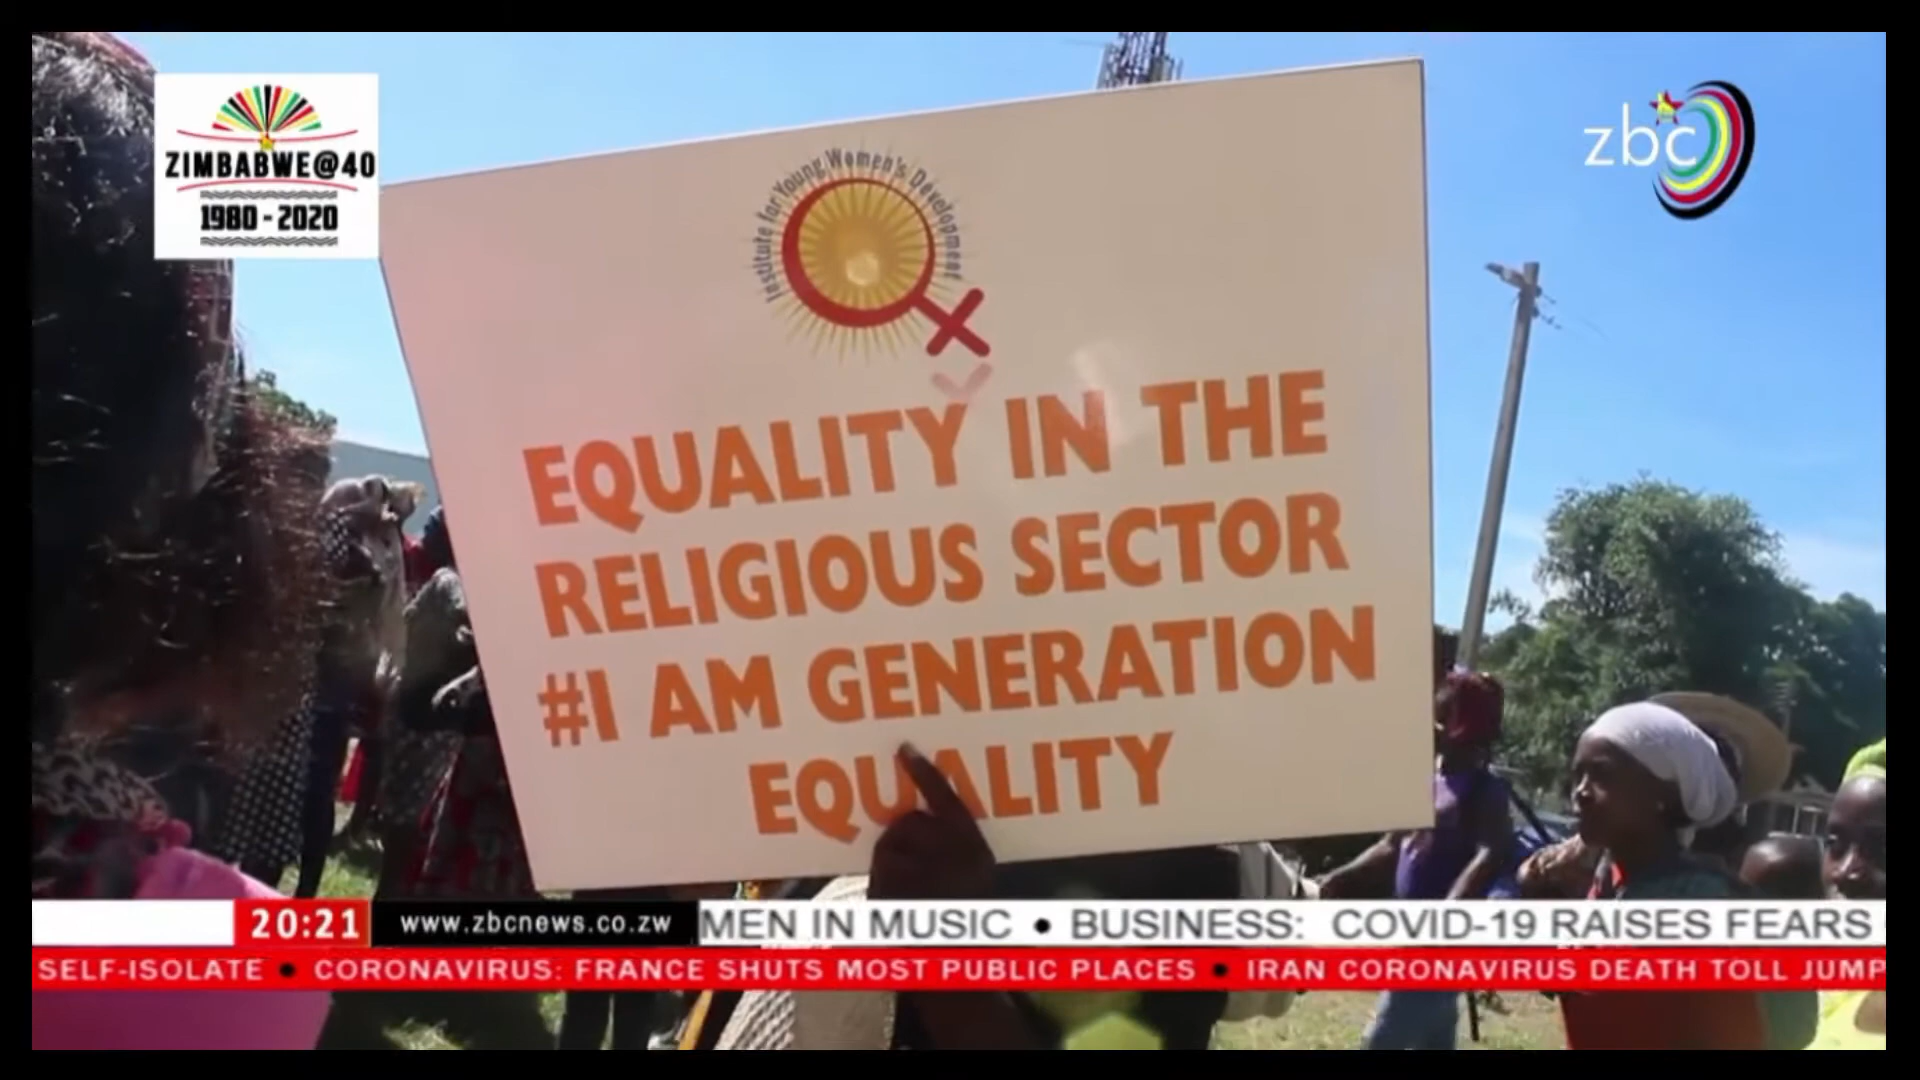 ZIMBABWE@40
1980 - 2020
zbc
Institute for Young Women's Development
EQUALITY IN THE
RELIGIOUS SECTOR
#I AM GENERATION
EQUALITY
20:21
www.zbcnews.co.zw
MEN IN MUSIC • BUSINESS: COVID-19 RAISES FEARS
SELF-ISOLATE • CORONAVIRUS: FRANCE SHUTS MOST PUBLIC PLACES • IRAN CORONAVIRUS DEATH TOLL JUMP